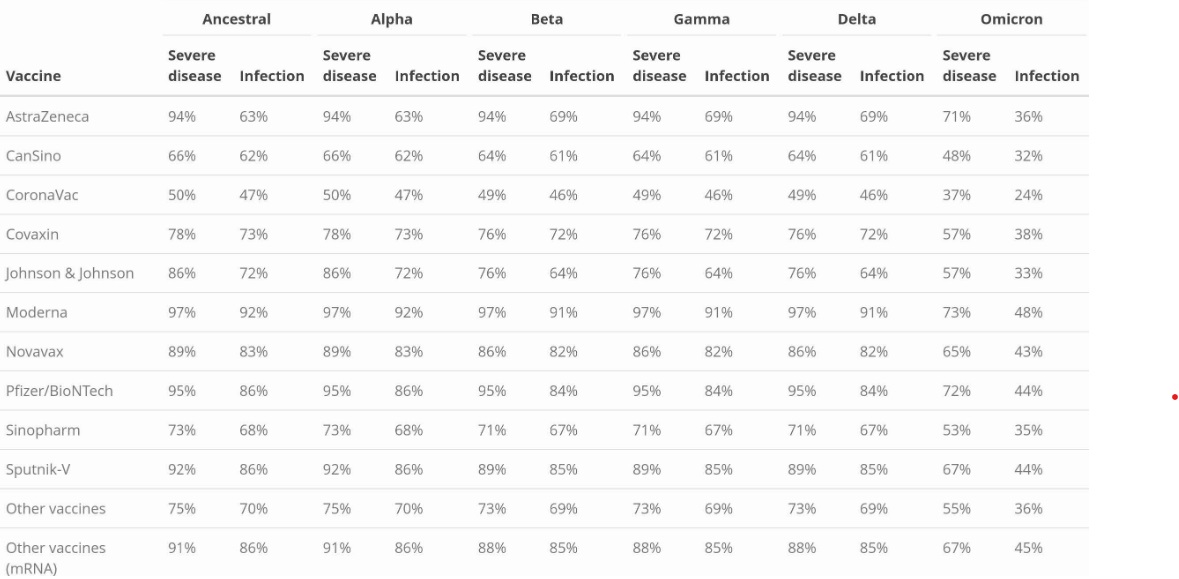 Ancestral Alpha Beta Gamma Delta Omicron
Severe Severe Severe Severe Severe Severe
Vaccine disease Infection disease Infection disease Infection disease Infection disease Infection disease Infection
AstraZeneca 94% 63% 94% 63% 94% 69% 94% 69% 94% 69% 71% 36%
CanSino 66% 62% 66% 62% 64% 61% 64% 61% 64% 61% 48% 32%
CoronaVac 50% 47% 50% 47% 49% 46% 49% 46% 49% 46% 37% 24%
Covaxin 78% 73% 78% 73% 76% 72% 76% 72% 76% 72% 57% 38%
Johnson & Johnson 86% 72% 86% 72% 76% 64% 76% 64% 76% 64% 57% 33%
Moderna 97% 92% 97% 92% 97% 91% 97% 91% 97% 91% 73% 48%
Novavax 89% 83% 89% 83% 86% 82% 86% 82% 86% 82% 65% 43%
Pfizer/BioNTech 95% 86% 95% 86% 95% 84% 95% 84% 95% 84% 72% 44%
Sinopharm 73% 68% 73% 68% 71% 67% 71% 67% 71% 67% 53% 35%
Sputnik-V 92% 86% 92% 86% 89% 85% 89% 85% 89% 85% 67% 44%
Other vaccines 75% 70% 75% 70% 73% 69% 73% 69% 73% 69% 55% 36%
Other vaccines 91% 86% 91% 86% 88% 85% 88% 85% 88% 85% 67% 45%
(mRNA)